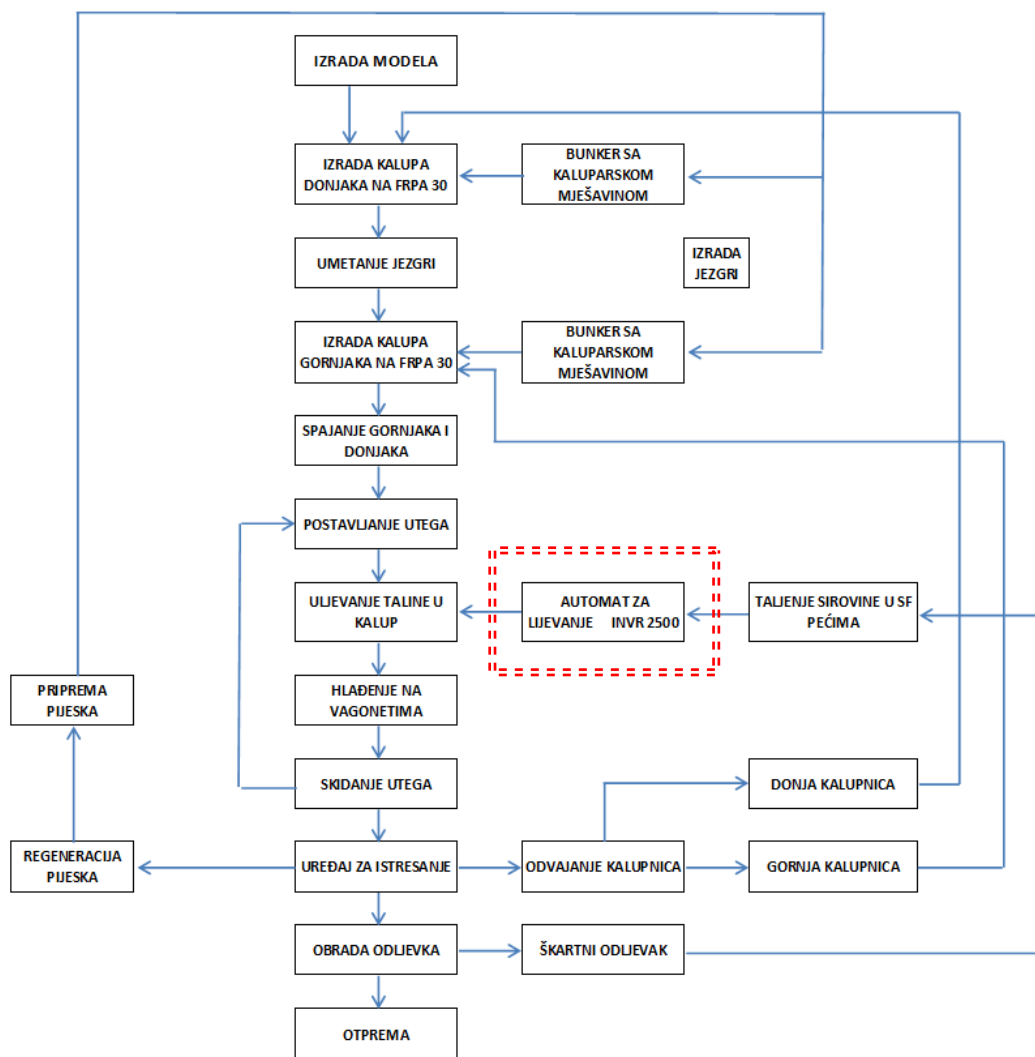 IZRADA MODELA
IZRADA KALUPA
DONJAKA NA FRPA 30
BUNKER SA
KALUPARSKOM
MJEŠAVINOM
UMETANJE JEZGRI
IZRADA
JEZGRI
IZRADA KALUPA
GORNJAKA NA FRPA 30
BUNKER SA
KALUPARSKOM
MJEŠAVINOM
SPAJANJE GORNJAKA I
DONJAKA
POSTAVLJANJE UTEGA
ULJEVANJE TALINE U
KALUP
AUTOMAT ZA
LIJEVANJE INVR 2500
TALJENJE SIROVINE U SF
PEĆIMA
PRIPREMA
PIJESKA
HLAĐENJE NA
VAGONETIMA
SKIDANJE UTEGA
DONJA KALUPNICA
REGENERACIJA
PIJESKA
UREĐAJ ZA ISTRESANJE
ODVAJANJE KALUPNICA
GORNJA KALUPNICA
OBRADA ODLJEVKA
ŠKARTNI ODLJEVAK
OTPREMA